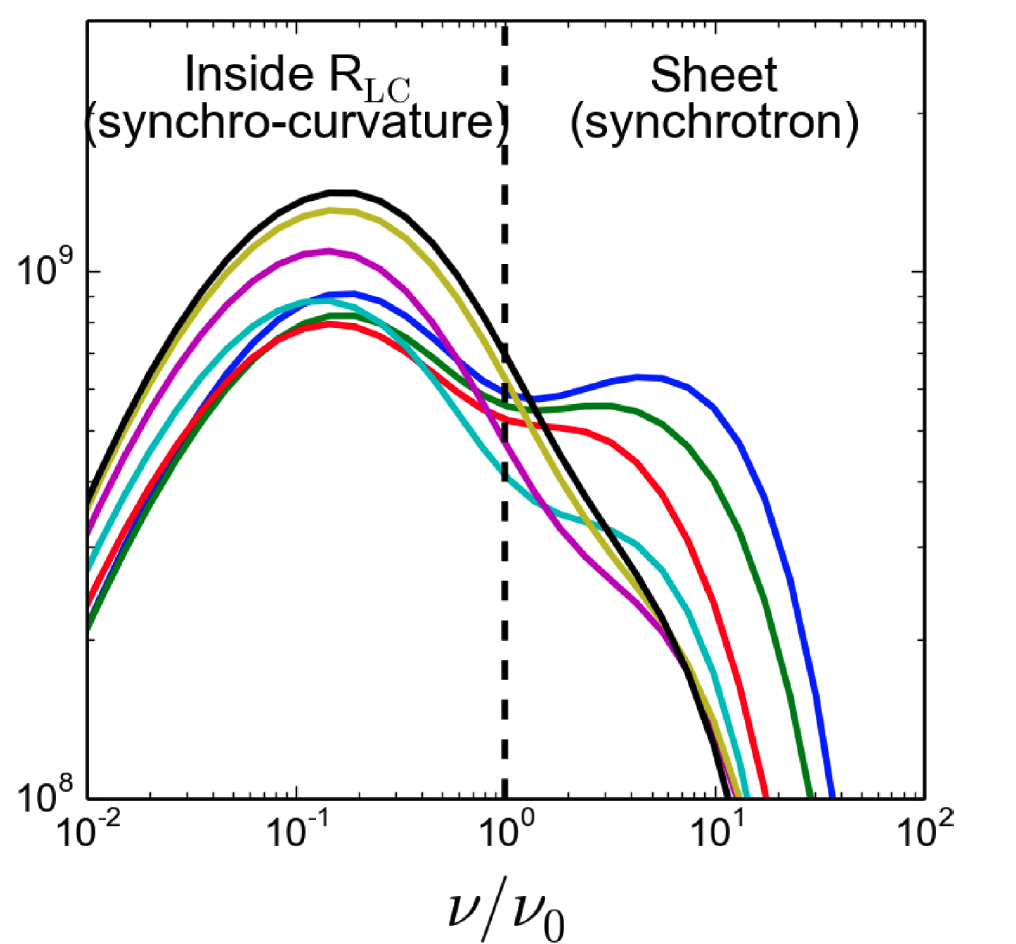 Inside R_LC
(synchro-curvature)
Sheet
(synchrotron)
10^9
10^8
10^-2 10^-1 10^0 10^1 10^2
ν/ν_0